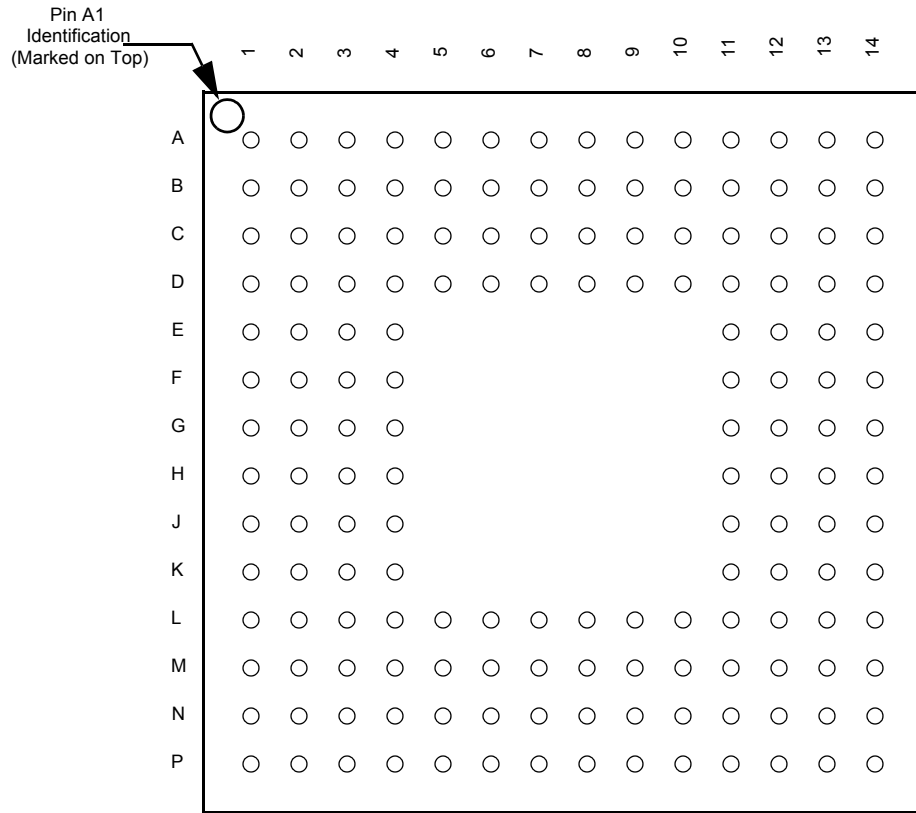 Pin A1
Identification
(Marked on Top)
1 2 3 4 5 6 7 8 9 10 11 12 13 14
A
B
C
D
E
F
G
H
J
K
L
M
N
P